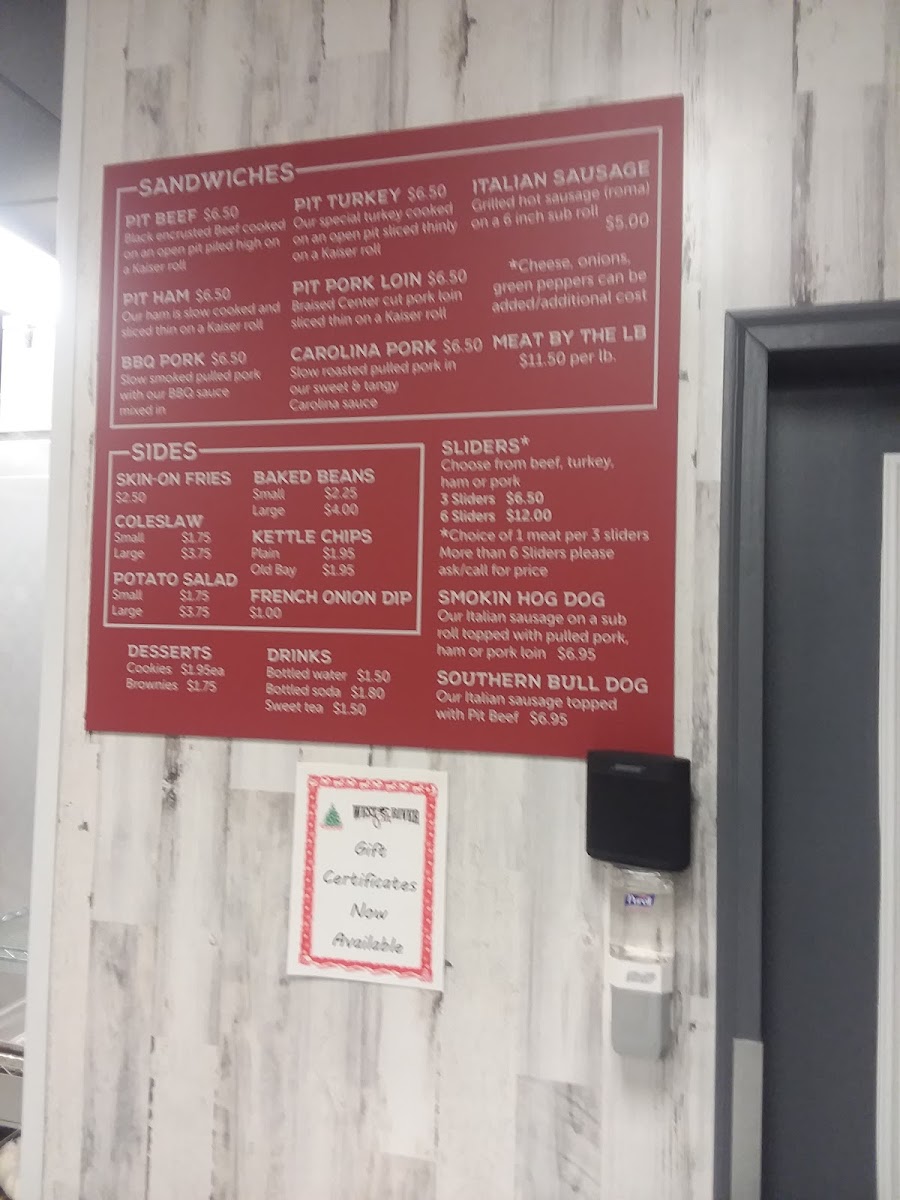 SANDWICHES
PIT BEEF $6.50
Black encrusted Beef cooked
on an open pit piled high on
a Kaiser roll
PIT HAM $6.50
Our ham is slow cooked and
sliced thin on a Kaiser roll
BBQ PORK $6.50
Slow smoked pulled pork
with our BBQ sauce
mixed in
PIT TURKEY $6.50
Our special turkey cooked
on an open pit sliced thinly
on a Kaiser roll
PIT PORK LOIN $6.50
Braised Center cut pork loin
sliced thin on a Kaiser roll
CAROLINA PORK $6.50
Slow roasted pulled pork in
our sweet & tangy
Carolina sauce
ITALIAN SAUSAGE
Grilled hot sausage (roma)
on a 6 inch sub roll
$5.00
*Cheese, onions,
green peppers can be
added/additional cost
MEAT BY THE LB
$11.50 per lb.
SIDES
SKIN-ON FRIES
$2.50
COLESLAW
Small $1.75
Large $3.75
POTATO SALAD
Small $1.75
Large $3.75
BAKED BEANS
Small $2.25
Large $4.00
KETTLE CHIPS
Plain $1.95
Old Bay $1.95
FRENCH ONION DIP
$1.00
SLIDERS*
Choose from beef, turkey,
ham or pork
3 Sliders $6.50
6 Sliders $12.00
*Choice of 1 meat per 3 sliders
More than 6 Sliders please
ask/call for price
SMOKIN HOG DOG
Our Italian sausage on a sub
roll topped with pulled pork,
ham or pork loin $6.95
SOUTHERN BULL DOG
Our Italian sausage topped
with Pit Beef $6.95
DESSERTS
Cookies $1.95ea
Brownies $1.75
DRINKS
Bottled water $1.50
Bottled soda $1.80
Sweet tea $1.50
WEST RIVER
Gift
Certificates
Now
Available
Purell